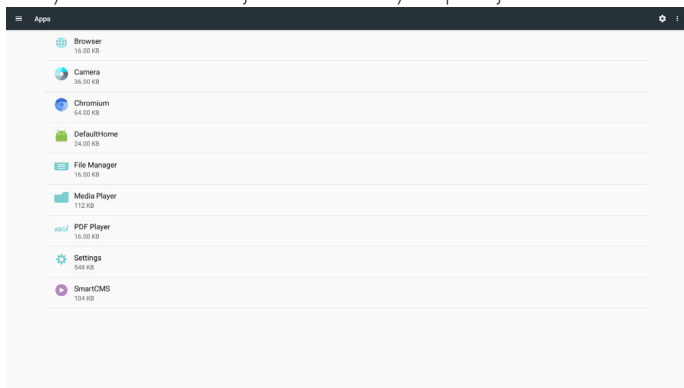 Apps
Browser
16.00 KB
Camera
36.00 KB
Chromium
64.00 KB
DefaultHome
24.00 KB
File Manager
16.00 KB
Media Player
112 KB
ABC
PDF Player
16.00 KB
Settings
548 KB
SmartCMS
104 KB